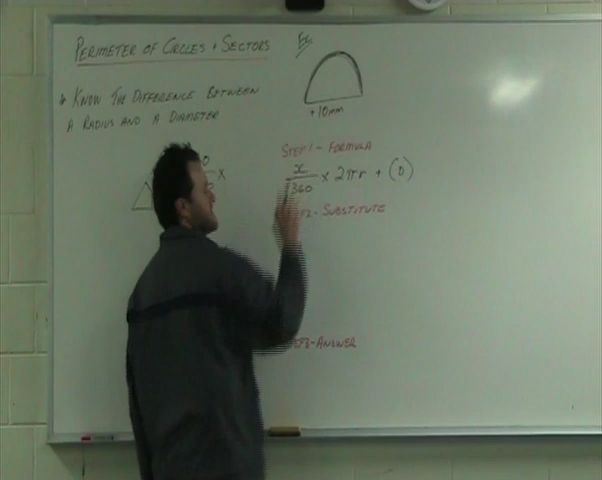 PERIMETER OF CIRCLES + SECTORS
Ex
KNOW THE DIFFERENCE BETWEEN
A RADIUS AND A DIAMETER
10mm
STEP 1 - FORMULA
x/360 × 2πr + (D)
0 ×
- SUBSTITUTE
- ANSWER